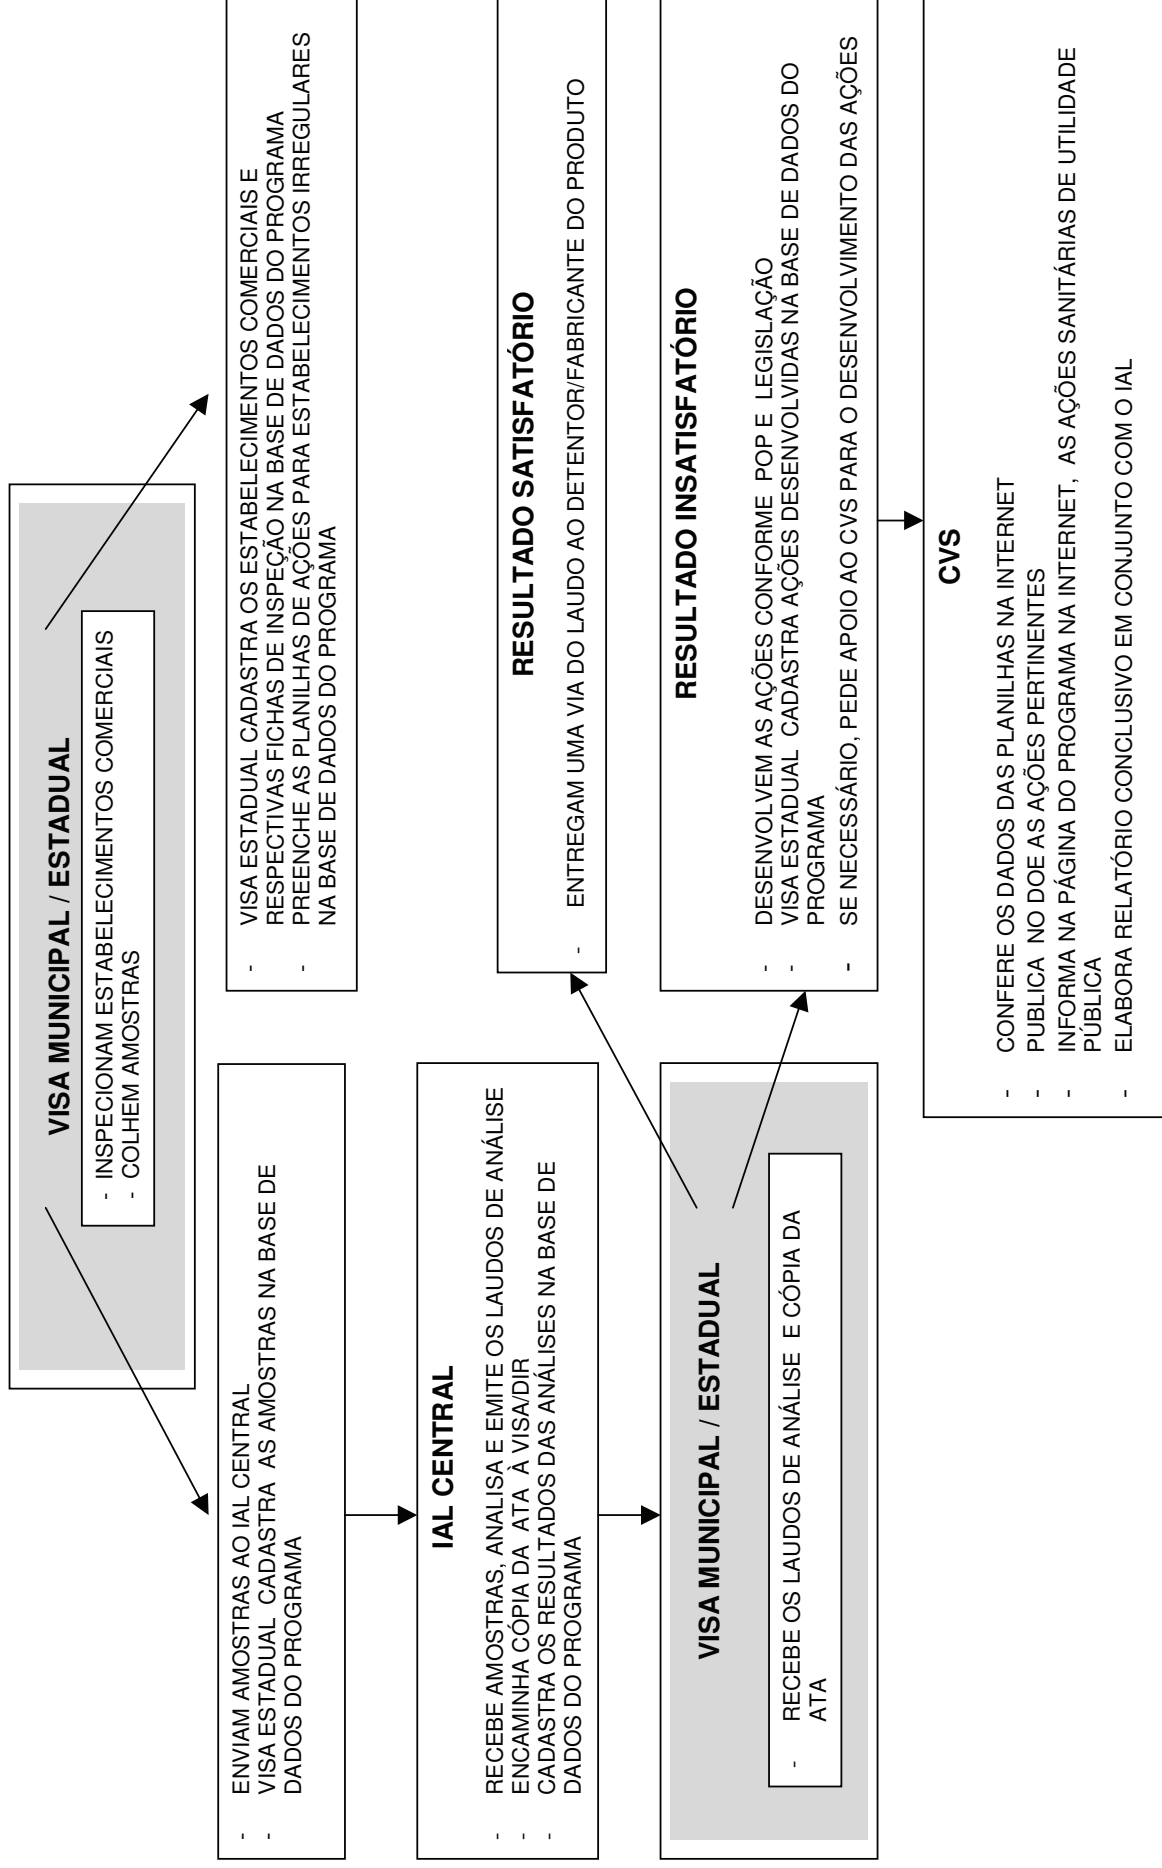 VISA MUNICIPAL / ESTADUAL
- INSPECIONAM ESTABELECIMENTOS COMERCIAIS
- COLHEM AMOSTRAS
- ENVIAM AMOSTRAS AO IAL CENTRAL
- VISA ESTADUAL CADASTRA AS AMOSTRAS NA BASE DE
DADOS DO PROGRAMA
- VISA ESTADUAL CADASTRA OS ESTABELECIMENTOS COMERCIAIS E
RESPECTIVAS FICHAS DE INSPEÇÃO NA BASE DE DADOS DO PROGRAMA
- PREENCHE AS PLANILHAS DE AÇÕES PARA ESTABELECIMENTOS IRREGULARES
NA BASE DE DADOS DO PROGRAMA
IAL CENTRAL
- RECEBE AMOSTRAS, ANALISA E EMITE OS LAUDOS DE ANÁLISE
- ENCAMINHA CÓPIA DA ATA À VISA/DIR
- CADASTRA OS RESULTADOS DAS ANÁLISES NA BASE DE
DADOS DO PROGRAMA
VISA MUNICIPAL / ESTADUAL
- RECEBE OS LAUDOS DE ANÁLISE E CÓPIA DA
ATA
RESULTADO SATISFATÓRIO
- ENTREGAM UMA VIA DO LAUDO AO DETENTOR/FABRICANTE DO PRODUTO
RESULTADO INSATISFATÓRIO
- DESENVOLVEM AS AÇÕES CONFORME POP E LEGISLAÇÃO
- VISA ESTADUAL CADASTRA AÇÕES DESENVOLVIDAS NA BASE DE DADOS DO
PROGRAMA
- SE NECESSÁRIO, PEDE APOIO AO CVS PARA O DESENVOLVIMENTO DAS AÇÕES
CVS
- CONFERE OS DADOS DAS PLANILHAS NA INTERNET
- PUBLICA NO DOE AS AÇÕES PERTINENTES
- INFORMA NA PÁGINA DO PROGRAMA NA INTERNET, AS AÇÕES SANITÁRIAS DE UTILIDADE
PÚBLICA
- ELABORA RELATÓRIO CONCLUSIVO EM CONJUNTO COM O IAL